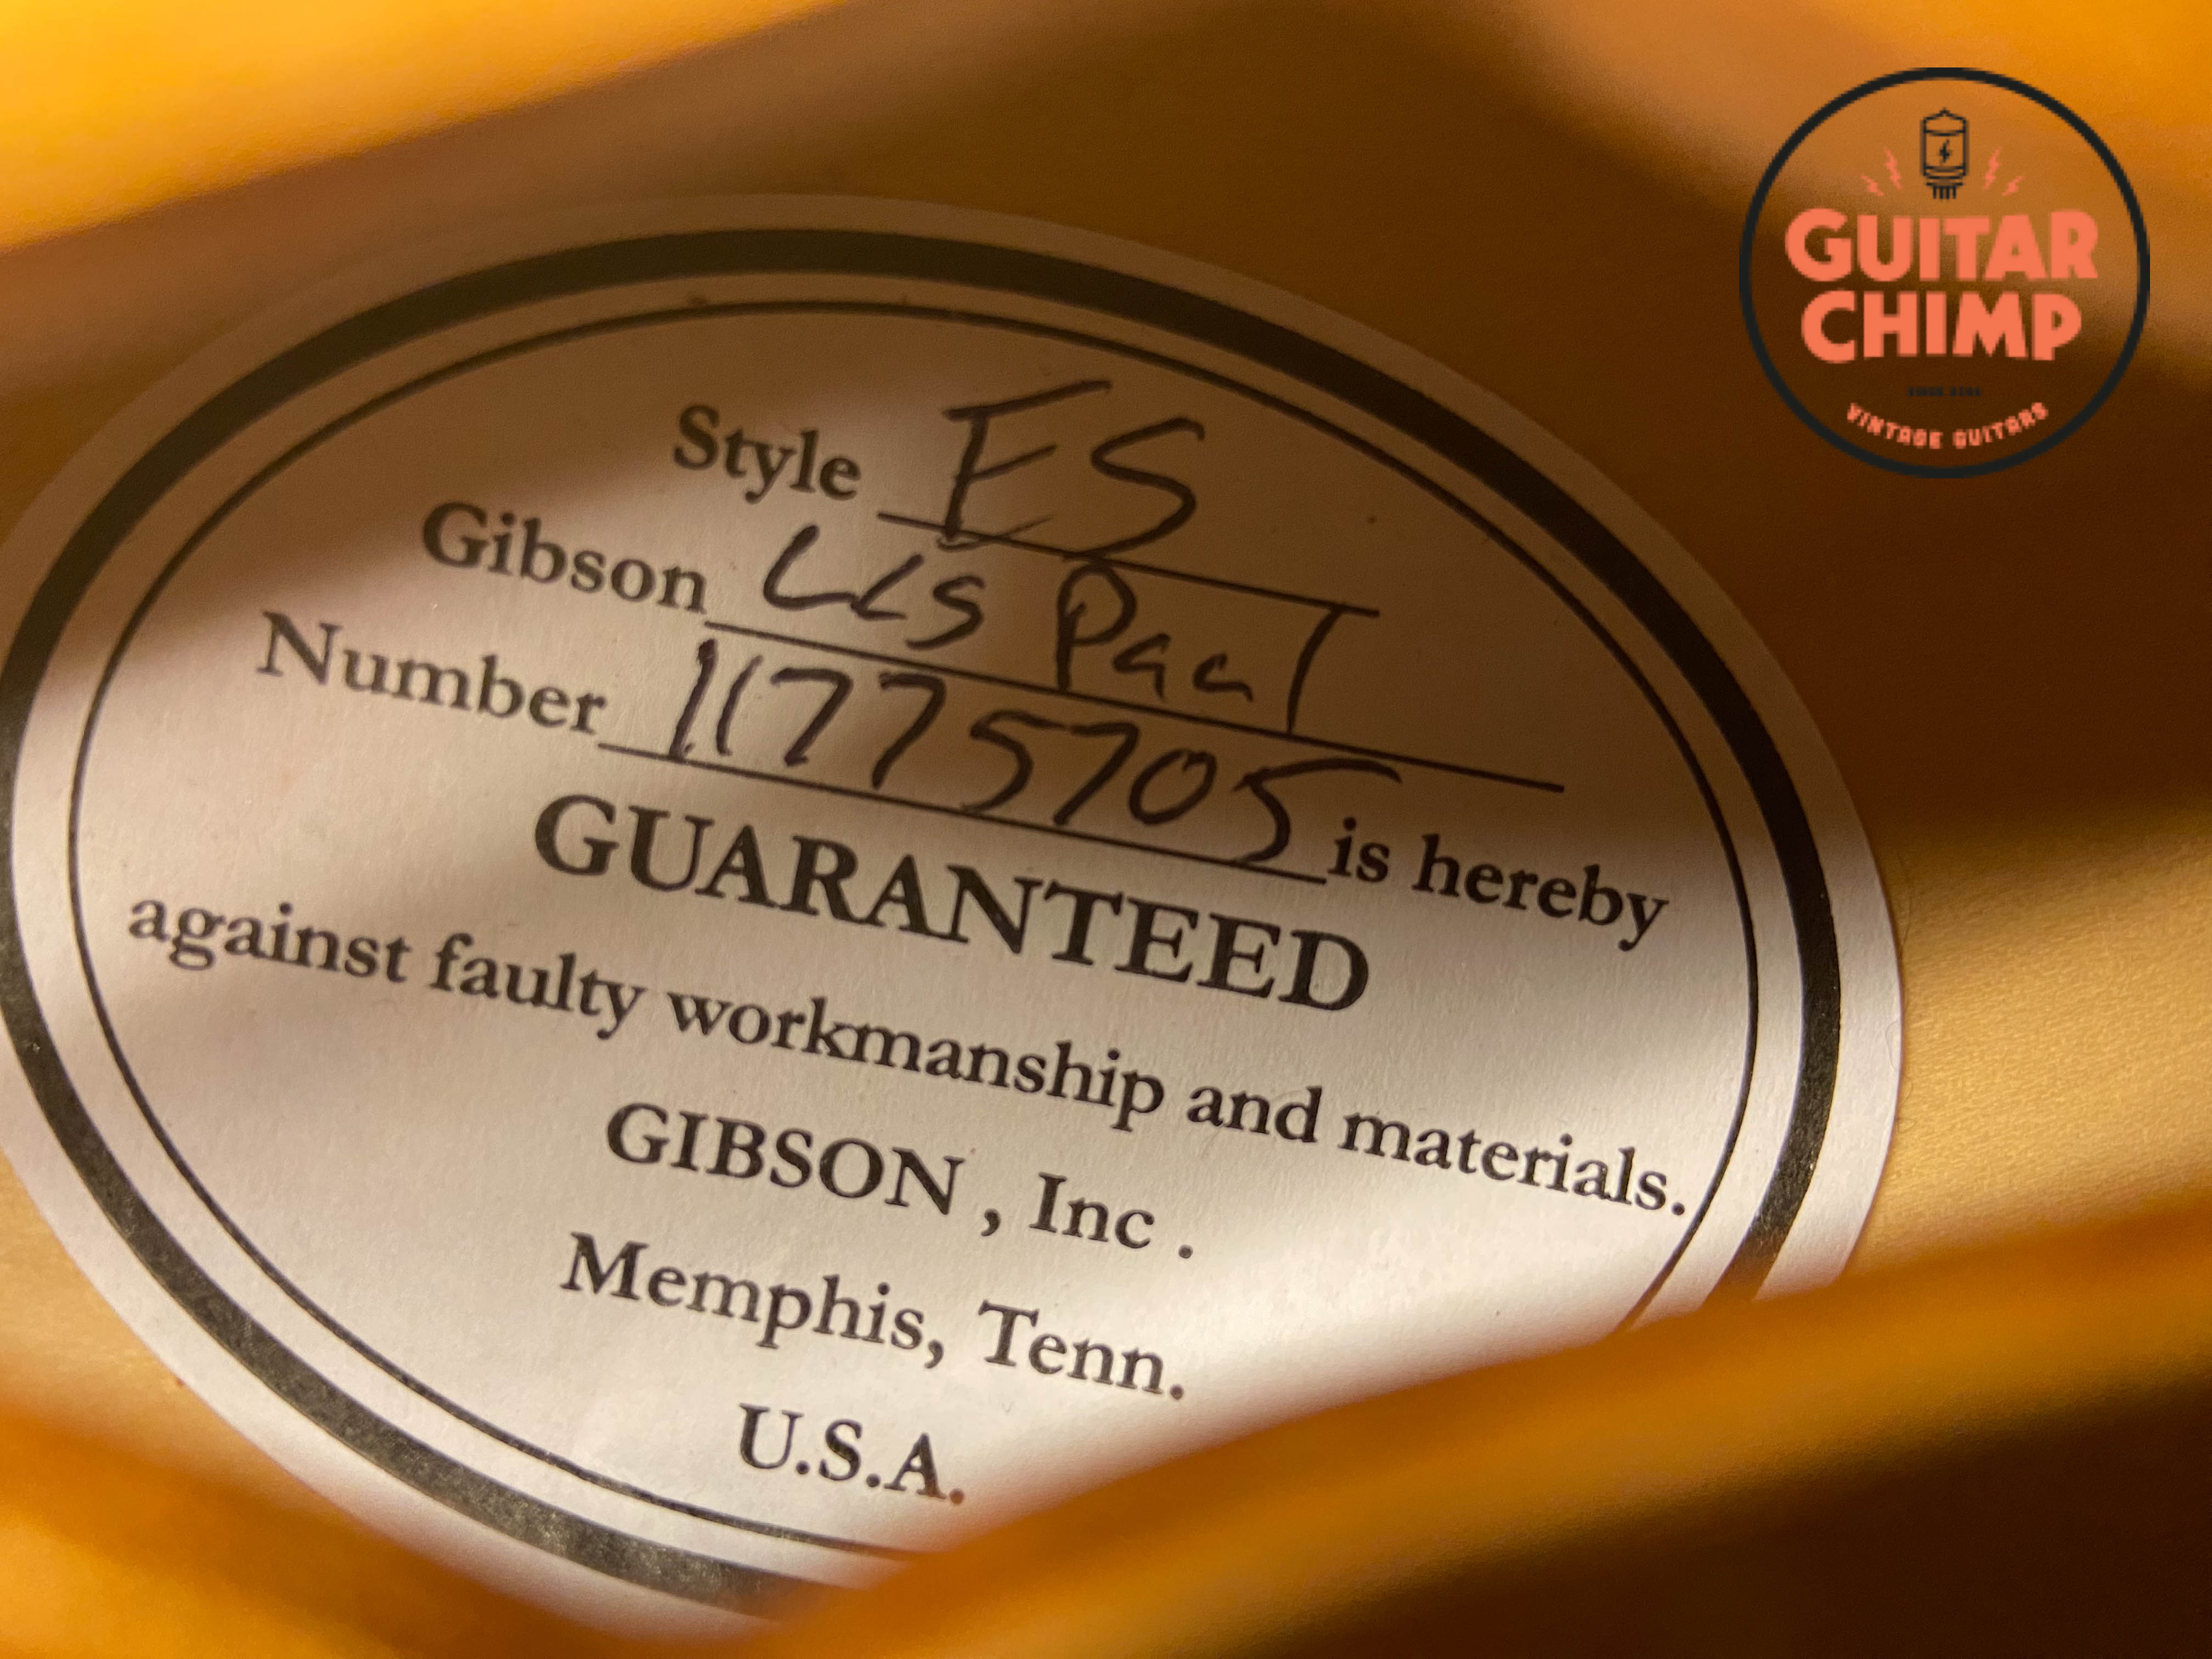 Style ES
Gibson Les Paul
Number 11775705 is hereby
GUARANTEED
against faulty workmanship and materials.
GIBSON , Inc .
Memphis, Tenn.
U.S.A.
GUITAR
CHIMP
VINTAGE GUITARS